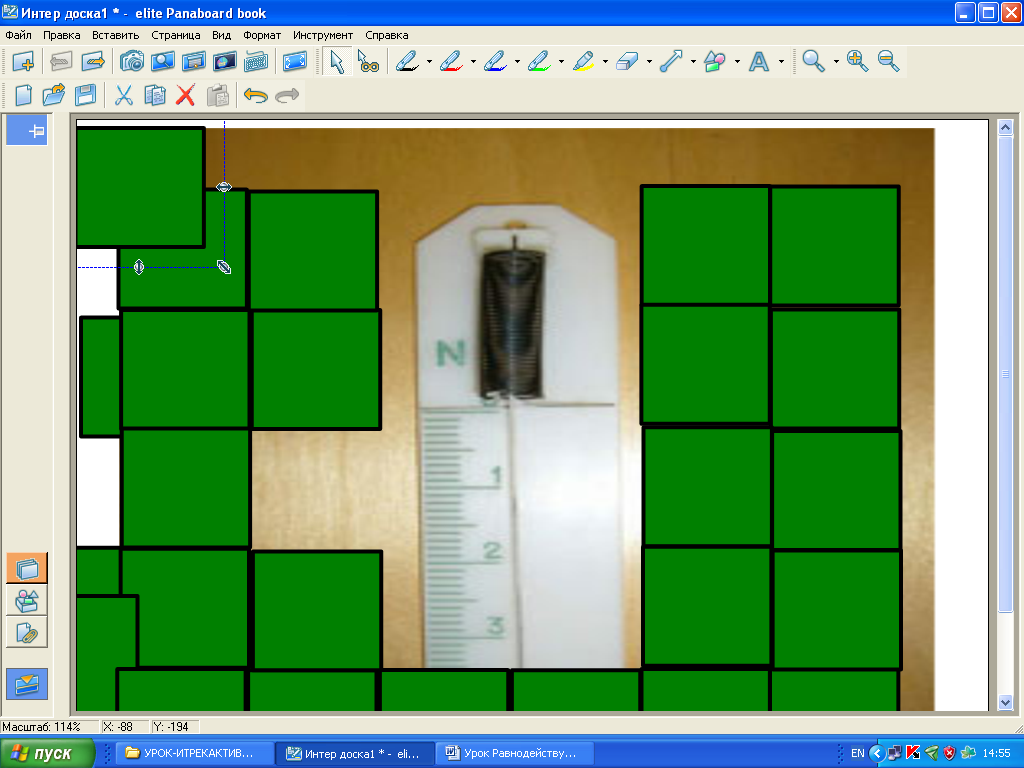 Интер доска1 * - elite Panaboard book
Файл Правка Вставить Страница Вид Формат Инструмент Справка
N
1
2
3
Масштаб: 114% X: -88 Y: -194
пуск УРОК-ИТРЕКАКТИВ... Интер доска1 * - eli... Урок Равнодейству... EN 14:55